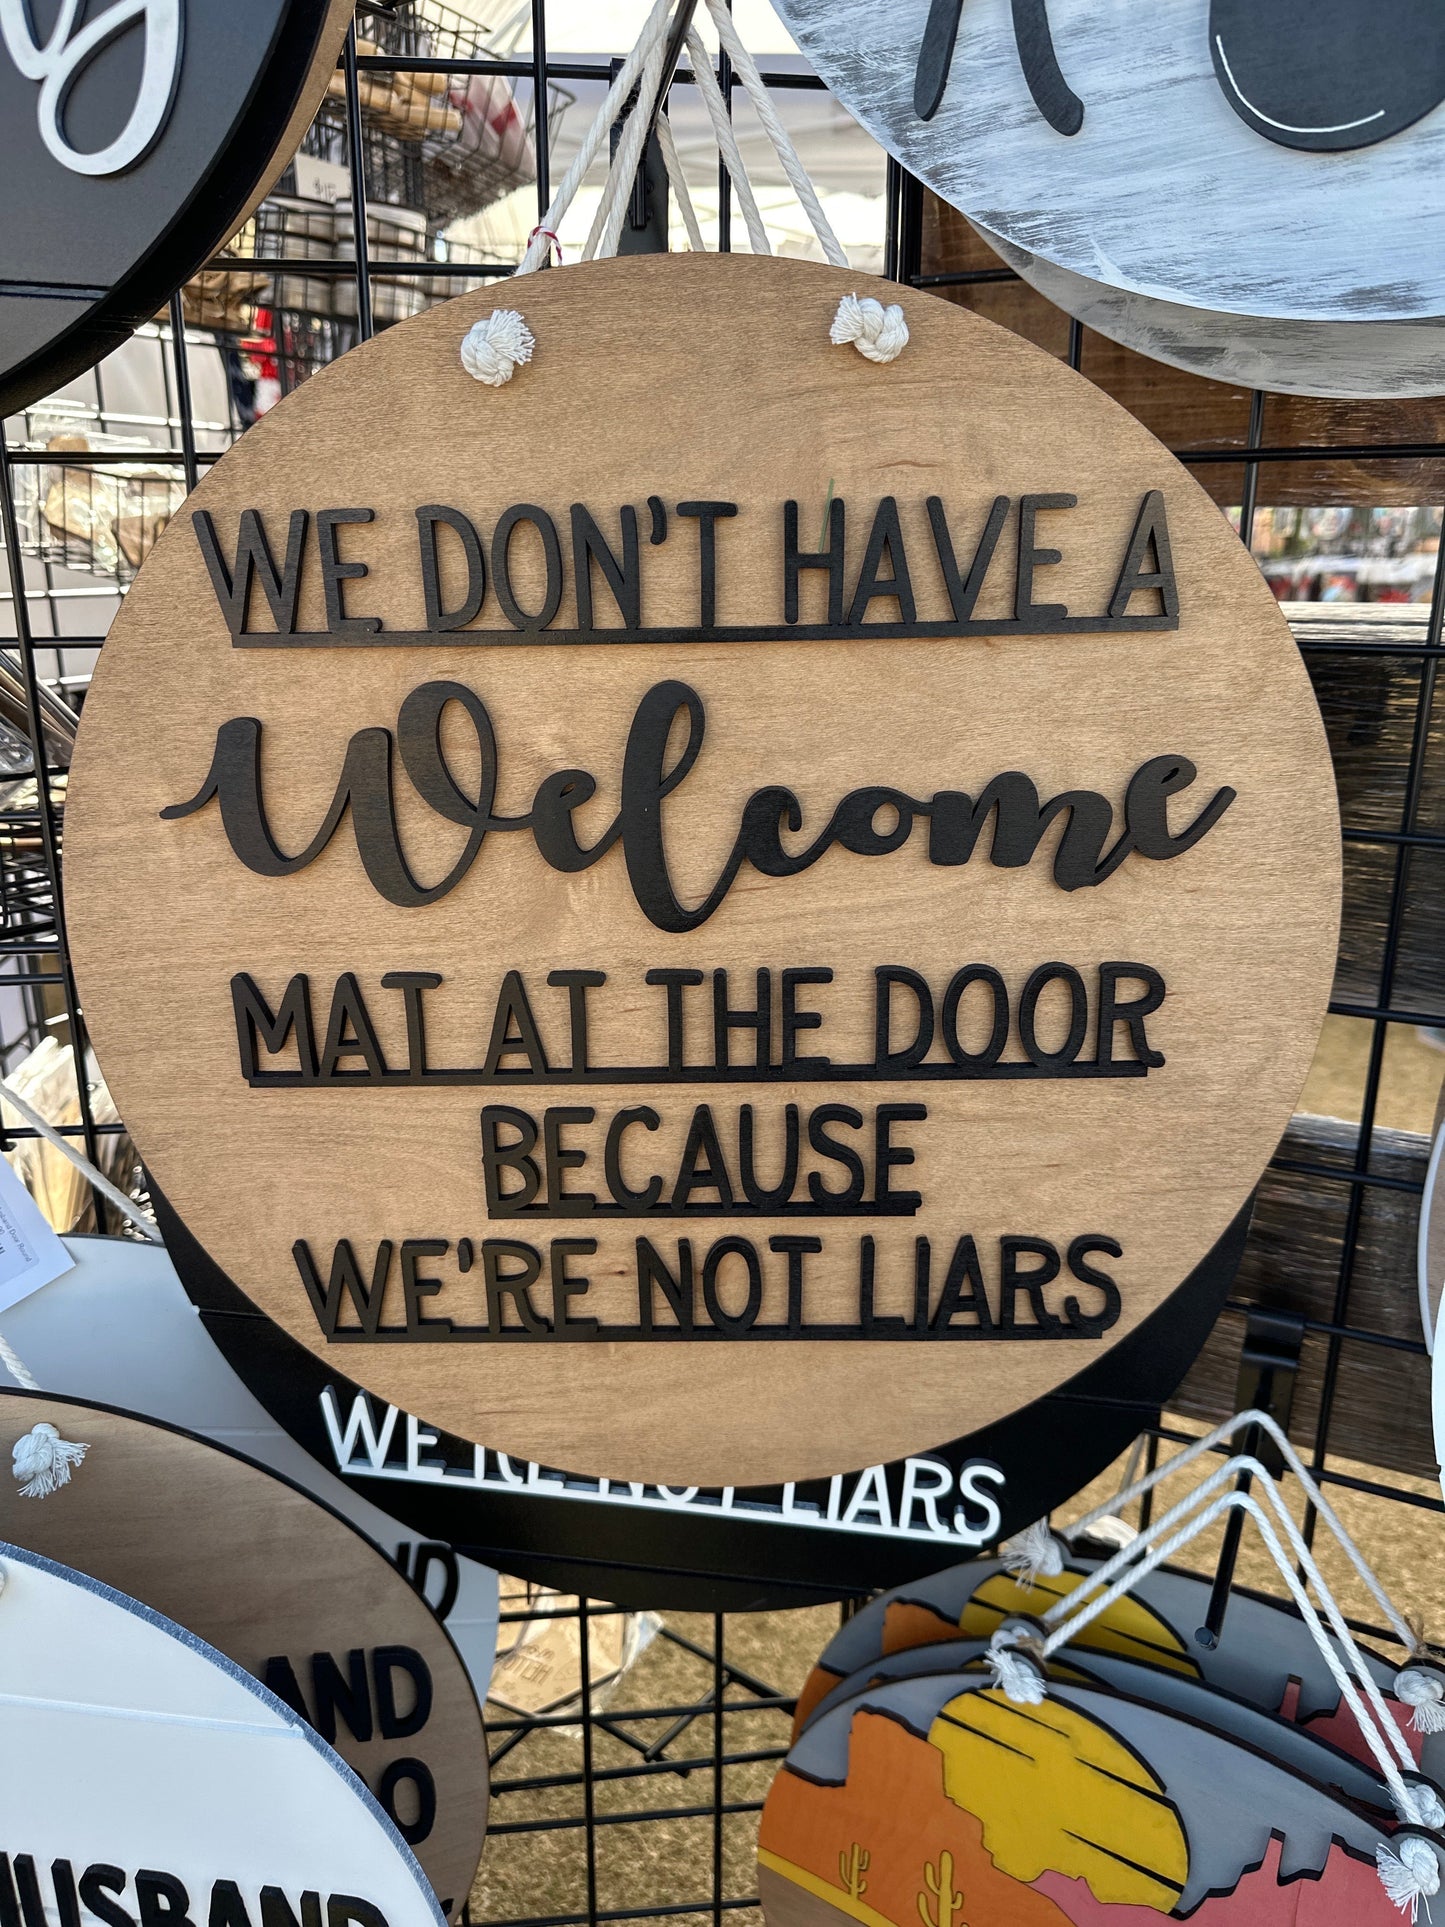 $15
WE DON'T HAVE A
Welcome
MAT AT THE DOOR
BECAUSE
WE'RE NOT LIARS
WE'RE NOT LIARS
AND
HUSBAND